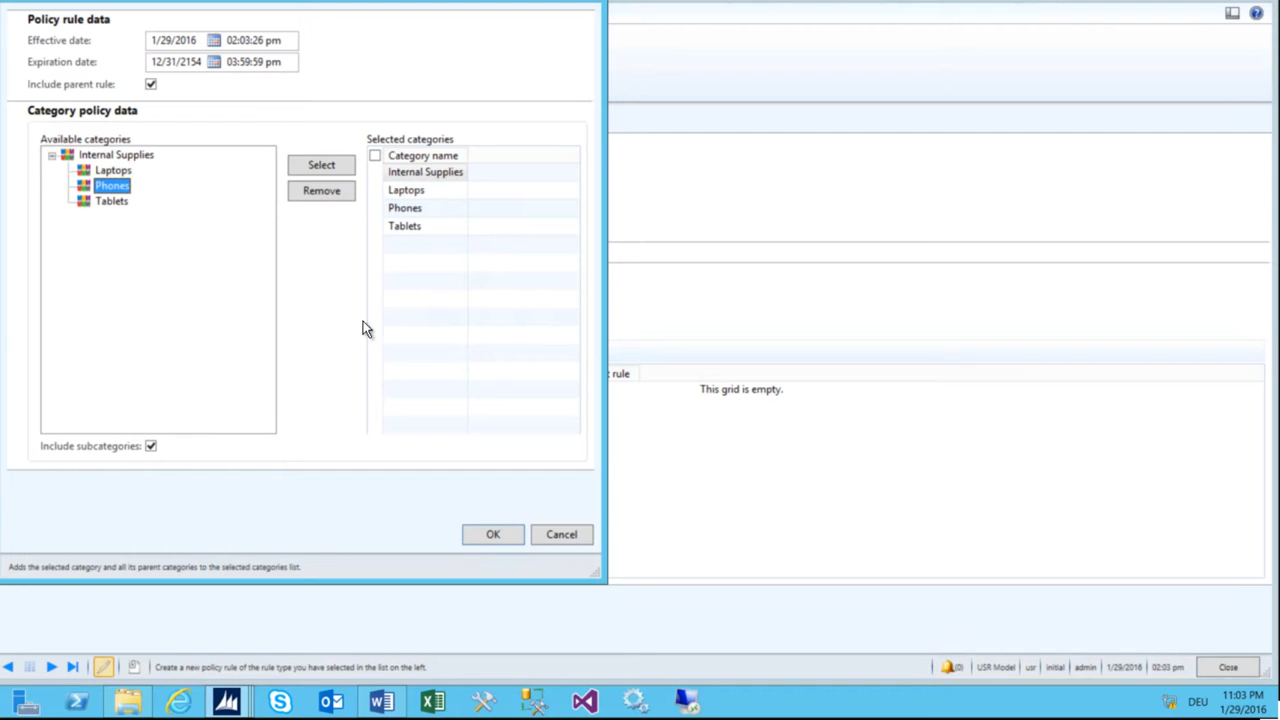 Policy rule data
Effective date: 1/29/2016 02:03:26 pm
Expiration date: 12/31/2154 03:59:59 pm
Include parent rule:
Category policy data
Available categories
Internal Supplies
Laptops
Phones
Tablets
Select
Remove
Selected categories
Category name
Internal Supplies
Laptops
Phones
Tablets
Include subcategories:
OK Cancel
Adds the selected category and all its parent categories to the selected categories list.
rule
This grid is empty.
Create a new policy rule of the rule type you have selected in the list on the left.
(0) USR Model usr initial admin 1/29/2016 02:03 pm Close
DEU 11:03 PM
1/29/2016